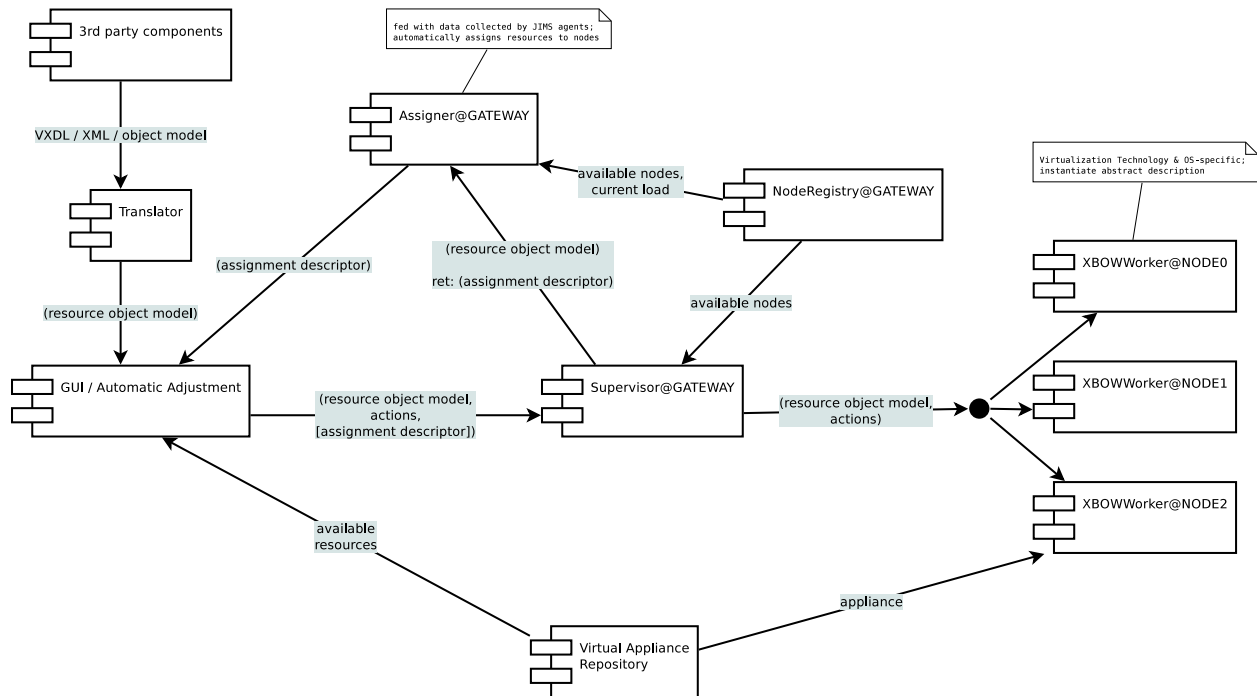 3rd party components
fed with data collected by JIMS agents;
automatically assigns resources to nodes
Assigner@GATEWAY
VXDL / XML / object model
Virtualization Technology & OS-specific;
instantiate abstract description
available nodes,
current load
NodeRegistry@GATEWAY
Translator
(resource object model)
ret: (assignment descriptor)
(assignment descriptor)
XBOWWorker@NODE0
available nodes
(resource object model)
GUI / Automatic Adjustment
Supervisor@GATEWAY
XBOWWorker@NODE1
(resource object model,
actions,
[assignment descriptor])
(resource object model,
actions)
XBOWWorker@NODE2
available
resources
appliance
Virtual Appliance
Repository